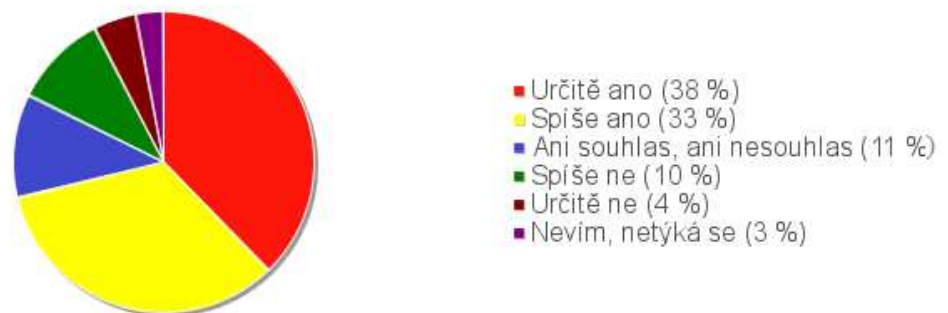 Určitě ano (38 %)
Spíše ano (33 %)
Ani souhlas, ani nesouhlas (11 %)
Spíše ne (10 %)
Určitě ne (4 %)
Nevím, netýká se (3 %)